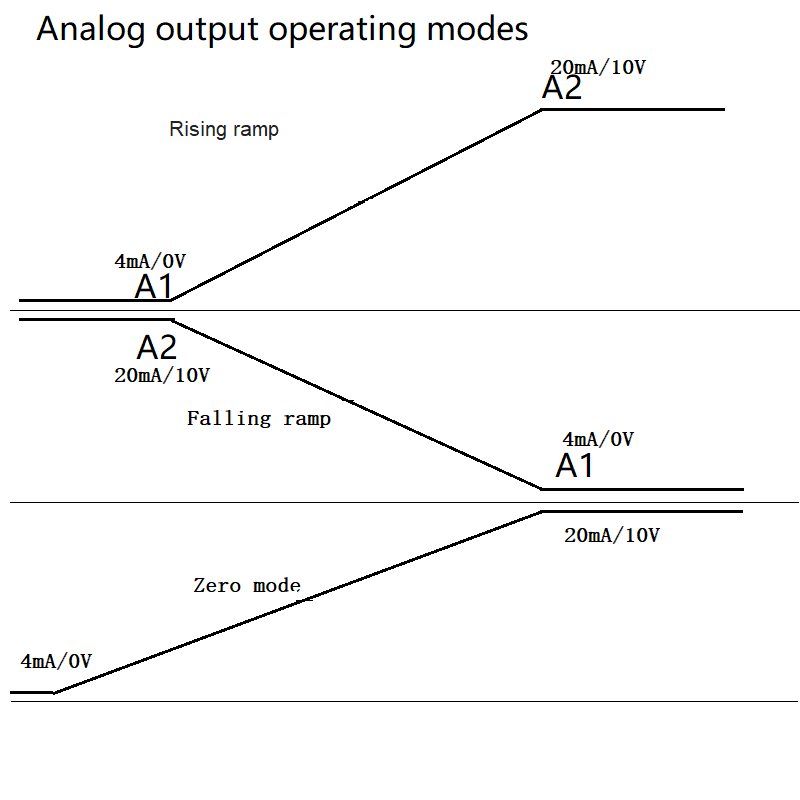 Analog output operating modes
20mA/10V
A2
Rising ramp
4mA/0V
A1
A2
20mA/10V
Falling ramp
4mA/0V
A1
20mA/10V
Zero mode
4mA/0V